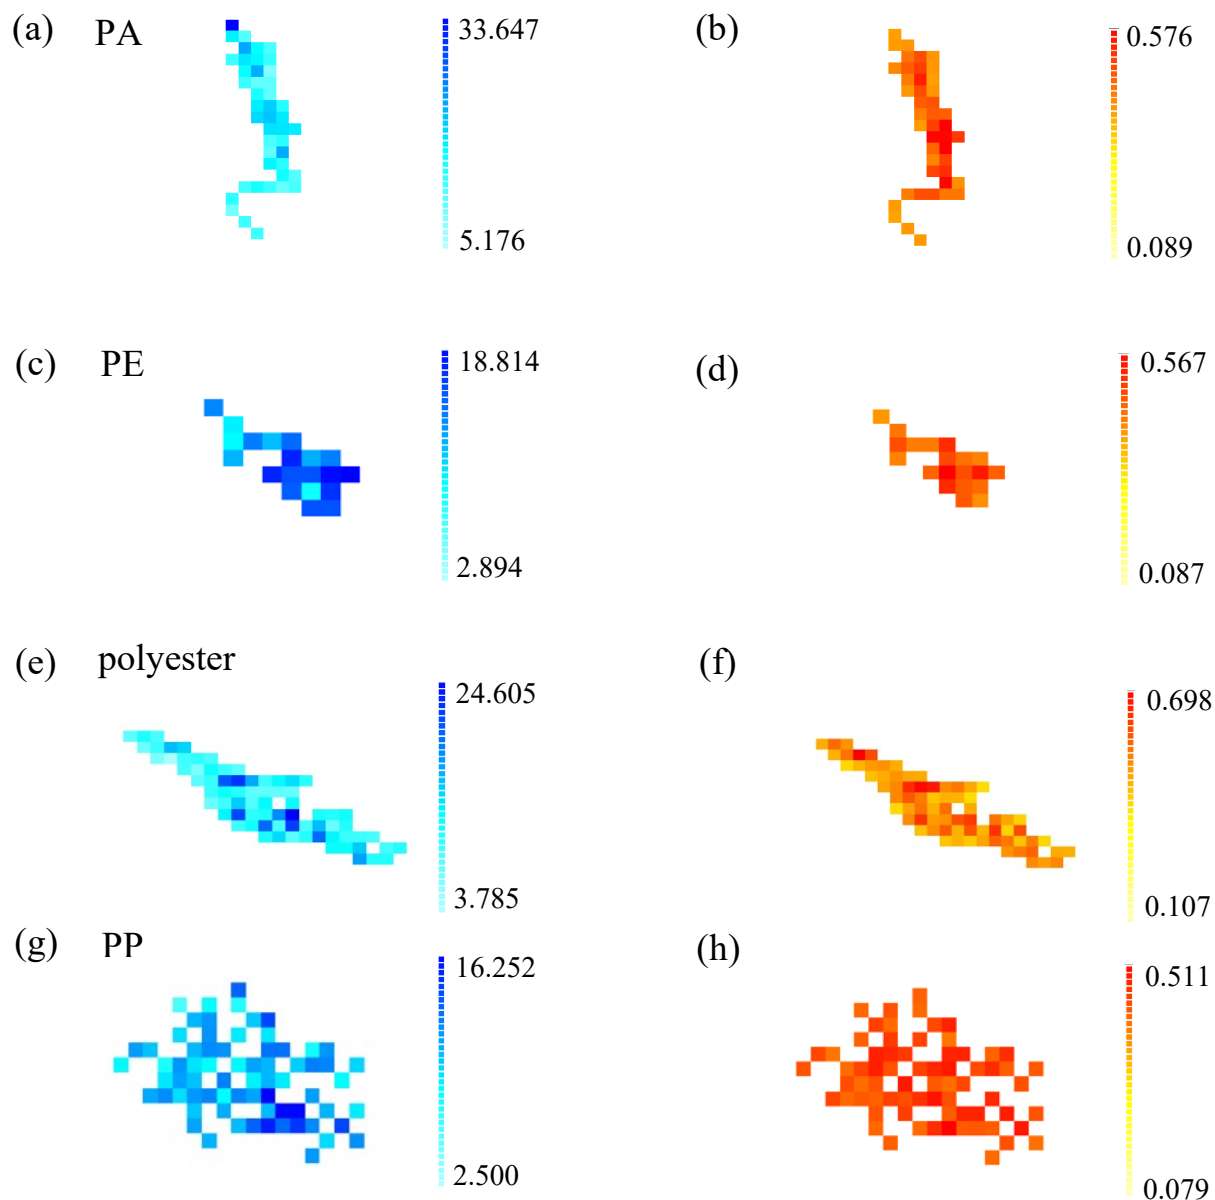 (a) PA
33.647
5.176
(b)
0.576
0.089
(c) PE
18.814
2.894
(d)
0.567
0.087
(e) polyester
24.605
3.785
(f)
0.698
0.107
(g) PP
16.252
2.500
(h)
0.511
0.079